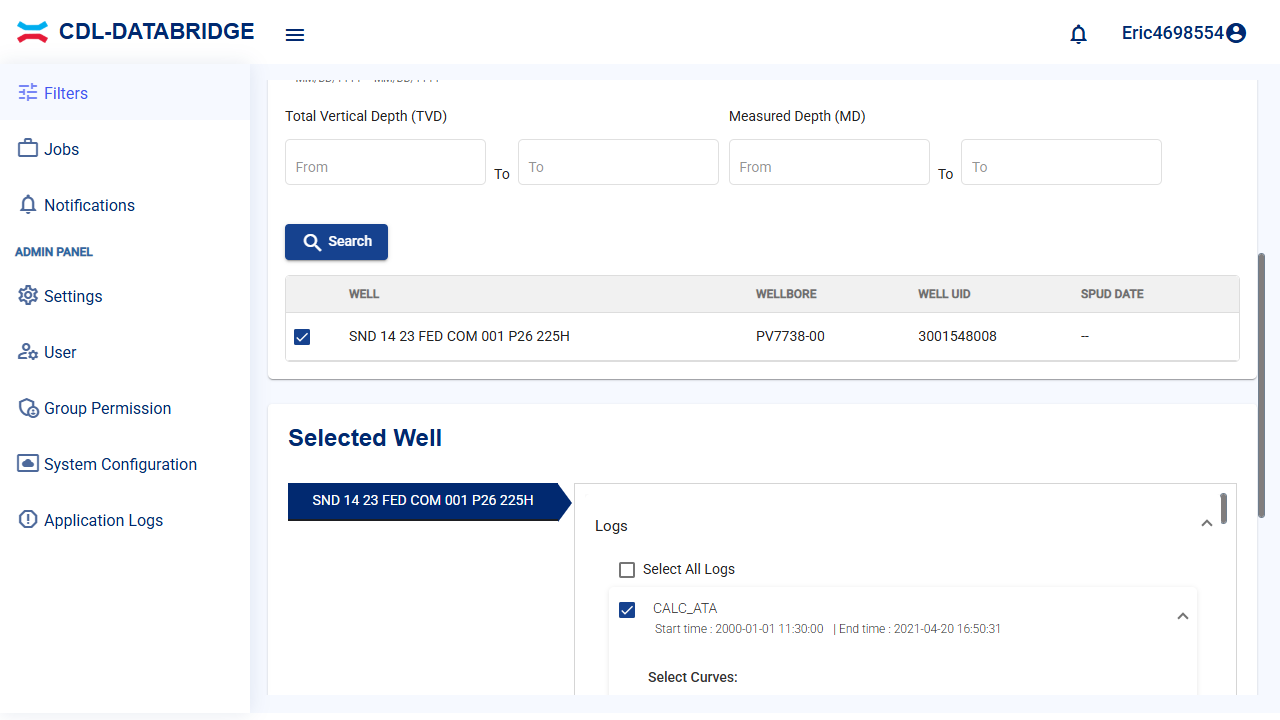 CDL-DATABRIDGE
Eric4698554
Filters
Jobs
Notifications
ADMIN PANEL
Settings
User
Group Permission
System Configuration
Application Logs
Total Vertical Depth (TVD)
Measured Depth (MD)
From To To
From To To
Search
WELL WELLBORE WELL UID SPUD DATE
SND 14 23 FED COM 001 P26 225H PV7738-00 3001548008 --
Selected Well
SND 14 23 FED COM 001 P26 225H
Logs
Select All Logs
CALC_ATA
Start time : 2000-01-01 11:30:00 | End time : 2021-04-20 16:50:31
Select Curves: